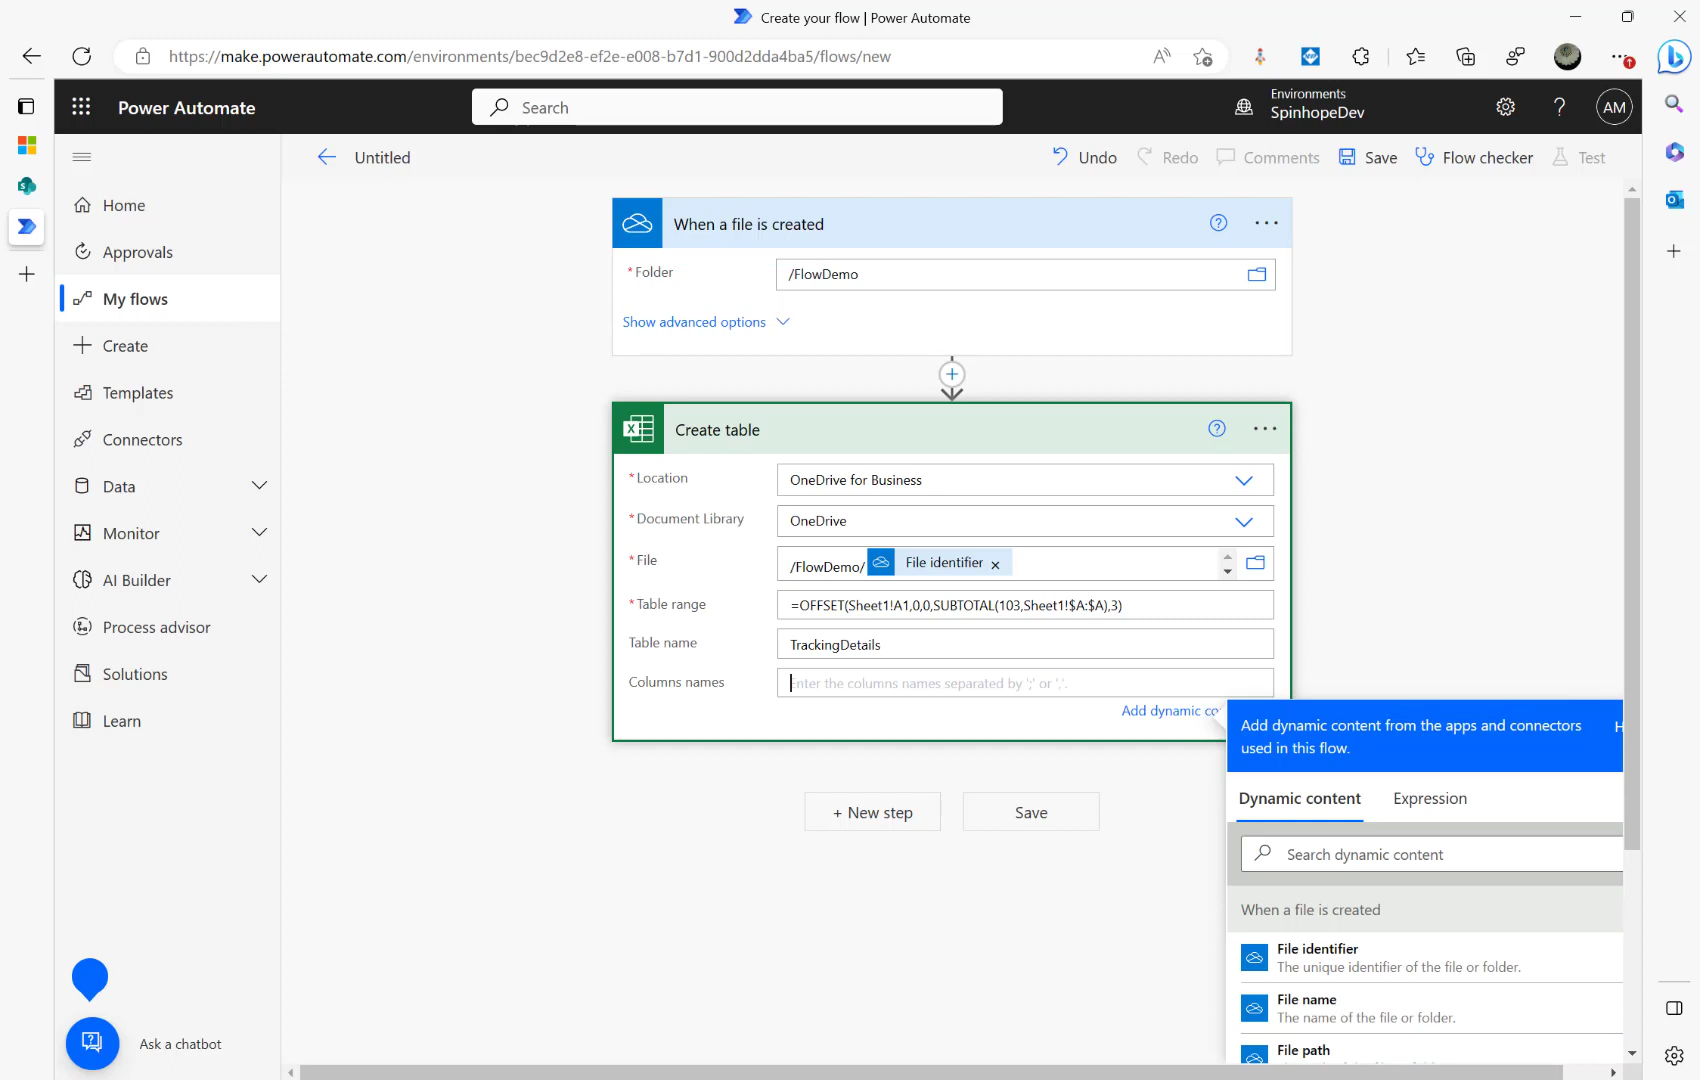 Create your flow | Power Automate
https://make.powerautomate.com/environments/bec9d2e8-ef2e-e008-b7d1-900d2dda4ba5/flows/new
Power Automate
Search
Environments
SpinhopeDev
AM
Untitled
Undo
Redo
Comments
Save
Flow checker
Test
Home
Approvals
My flows
Create
Templates
Connectors
Data
Monitor
AI Builder
Process advisor
Solutions
Learn
Ask a chatbot
When a file is created
* Folder
/FlowDemo
Show advanced options
Create table
* Location
OneDrive for Business
* Document Library
OneDrive
* File
/FlowDemo/ File identifier ×
* Table range
=OFFSET(Sheet1!A1,0,0,SUBTOTAL(103,Sheet1!$A:$A),3)
Table name
TrackingDetails
Columns names
Enter the columns names separated by ';' or ','.
Add dynamic co
+ New step
Save
Add dynamic content from the apps and connectors
used in this flow.
H
Dynamic content
Expression
Search dynamic content
When a file is created
File identifier
The unique identifier of the file or folder.
File name
The name of the file or folder.
File path